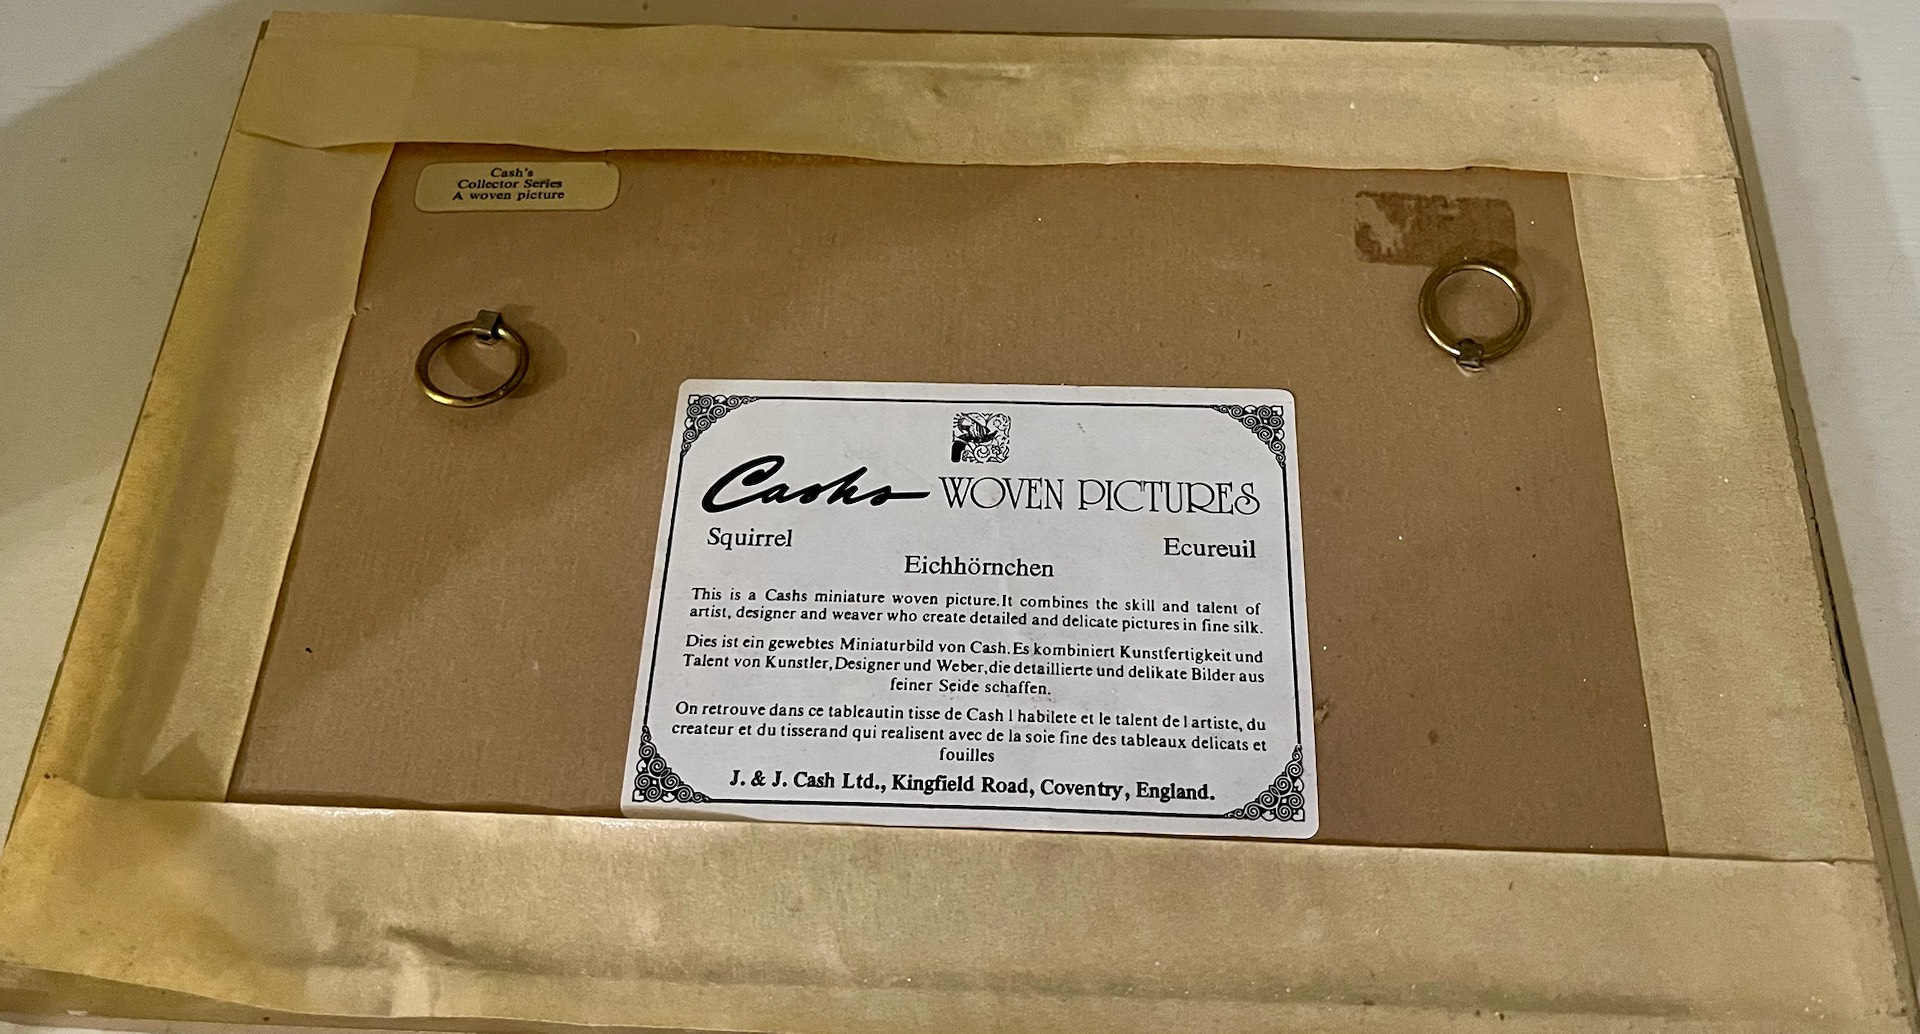 Cash's
Collector Series
A woven picture
Cashs WOVEN PICTURES
Squirrel
Ecureuil
Eichhörnchen
This is a Cashs miniature woven picture.It combines the skill and talent of
artist, designer and weaver who create detailed and delicate pictures in fine silk.
Dies ist ein gewebtes Miniaturbild von Cash.Es kombiniert Kunstfertigkeit und
Talent von Kunstler,Designer und Weber,die detaillierte und delikate Bilder aus
feiner Seide schaffen.
On retrouve dans ce tableautin tisse de Cash l habilete et le talent de l artiste, du
createur et du tisserand qui realisent avec de la soie fine des tableaux delicats et
fouilles
J. & J. Cash Ltd., Kingfield Road, Coventry, England.